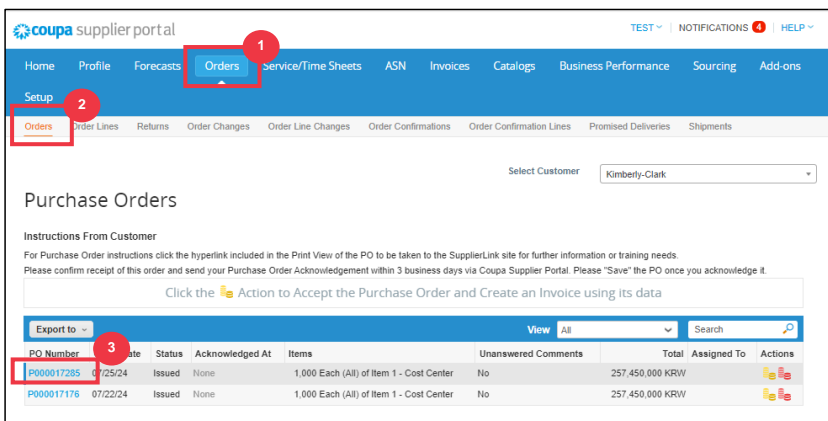 coupa supplier portal
TEST NOTIFICATIONS 4 HELP
1
Home Profile Forecasts Orders Service/Time Sheets ASN Invoices Catalogs Business Performance Sourcing Add-ons
Setup
2
Orders Order Lines Returns Order Changes Order Line Changes Order Confirmations Order Confirmation Lines Promised Deliveries Shipments
Select Customer Kimberly-Clark
Purchase Orders
Instructions From Customer
For Purchase Order instructions click the hyperlink included in the Print View of the PO to be taken to the SupplierLink site for further information or training needs.
Please confirm receipt of this order and send your Purchase Order Acknowledgement within 3 business days via Coupa Supplier Portal. Please "Save" the PO once you acknowledge it.
Click the Action to Accept the Purchase Order and Create an Invoice using its data
Export to View All Search
3
PO Number Status Acknowledged At Items Unanswered Comments Total Assigned To Actions
P000017285 07/25/24 Issued None 1,000 Each (All) of Item 1 - Cost Center No 257,450,000 KRW
P000017176 07/22/24 Issued None 1,000 Each (All) of Item 1 - Cost Center No 257,450,000 KRW